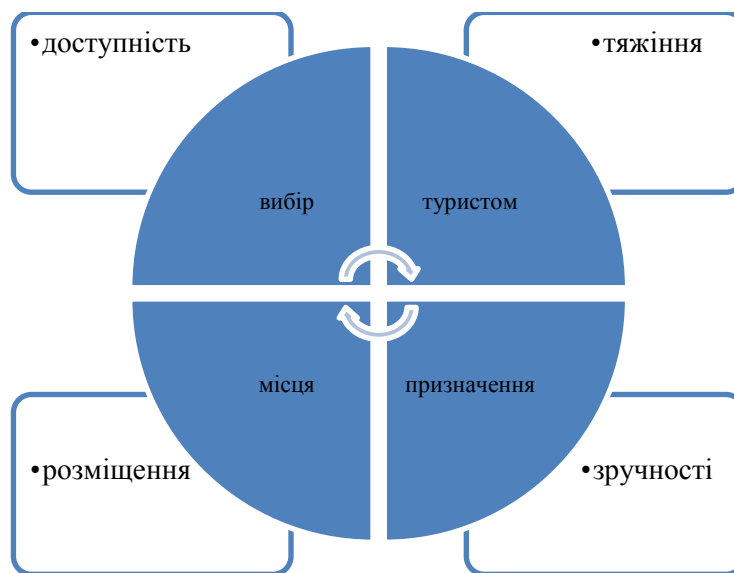 •доступність
•тяжіння
вибір
туристом
місця
призначення
•розміщення
•зручності